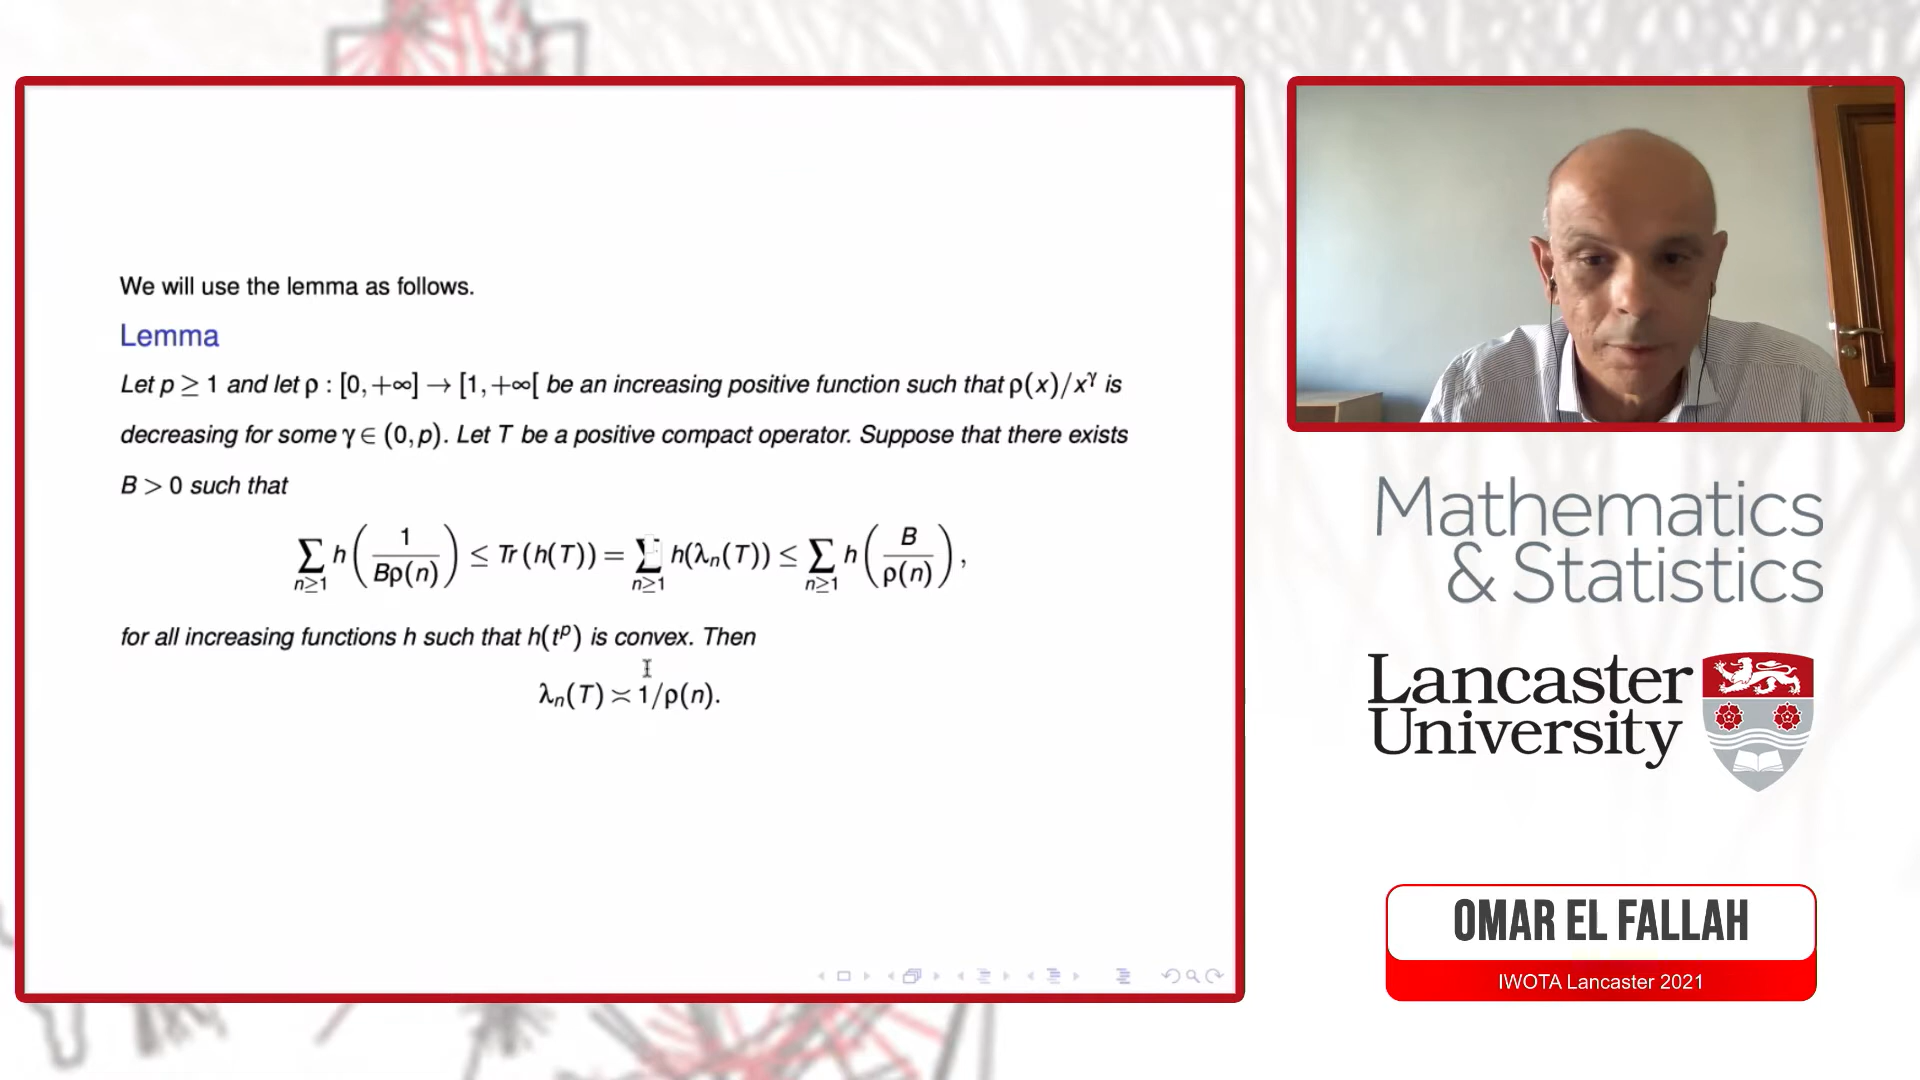 We will use the lemma as follows.
Lemma
Let p ≥ 1 and let ρ : [0,+∞] → [1,+∞[ be an increasing positive function such that ρ(x)/x^γ is
decreasing for some γ ∈ (0,p). Let T be a positive compact operator. Suppose that there exists
B > 0 such that
∑_{n≥1} h(1/Bρ(n)) ≤ Tr(h(T)) = ∑_{n≥1} h(λ_n(T)) ≤ ∑_{n≥1} h(B/ρ(n)),
for all increasing functions h such that h(t^p) is convex. Then
λ_n(T) ≍ 1/ρ(n).
Mathematics
& Statistics
Lancaster
University
OMAR EL FALLAH
IWOTA Lancaster 2021